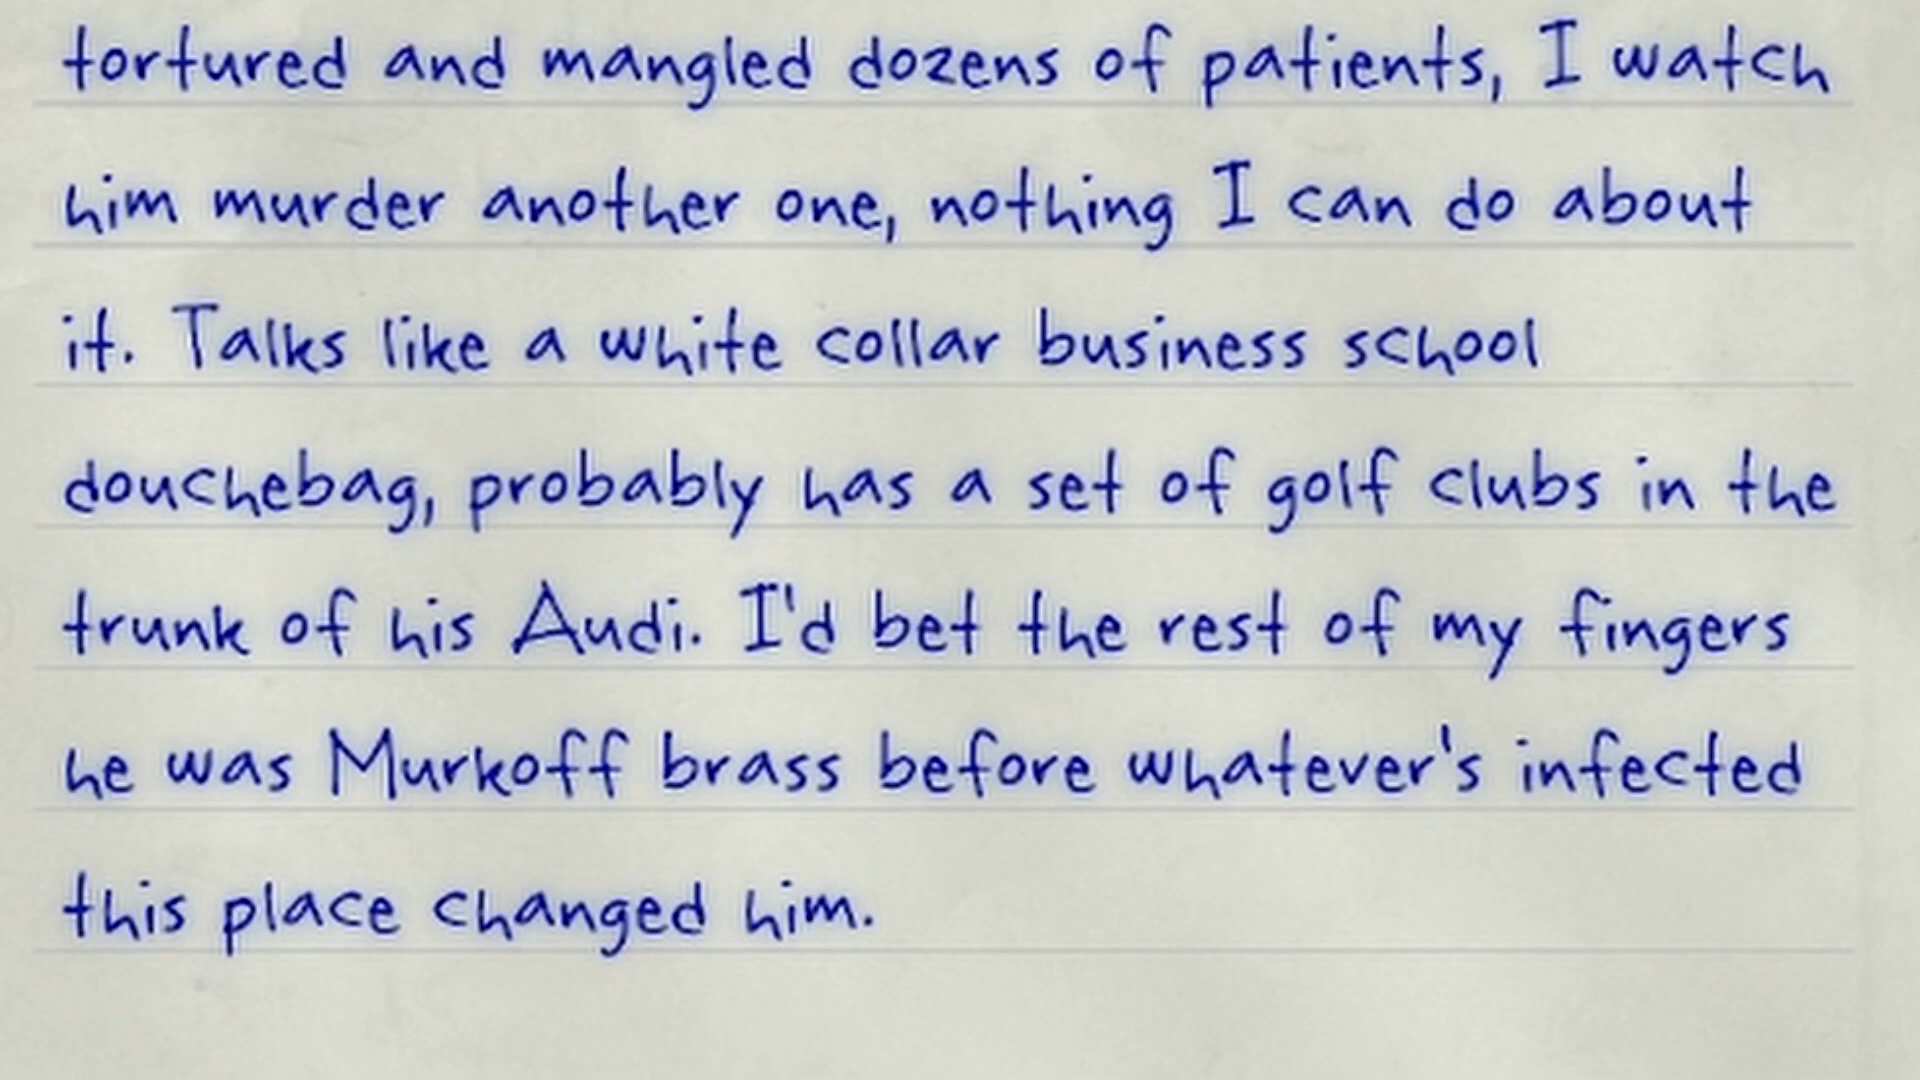 tortured and mangled dozens of patients, I watch
him murder another one, nothing I can do about
it. Talks like a white collar business school
douchebag, probably has a set of golf clubs in the
trunk of his Audi. I'd bet the rest of my fingers
he was Murkoff brass before whatever's infected
this place changed him.